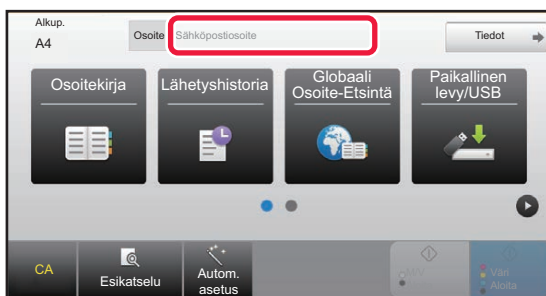 Alkup.
A4
Osoite
Sähköpostiosoite
Tiedot
Osoitekirja
Lähetyshistoria
Globaali
Osoite-Etsintä
Paikallinen
levy/USB
CA
Esikatselu
Autom.
asetus
M/V
Väri
Aloita